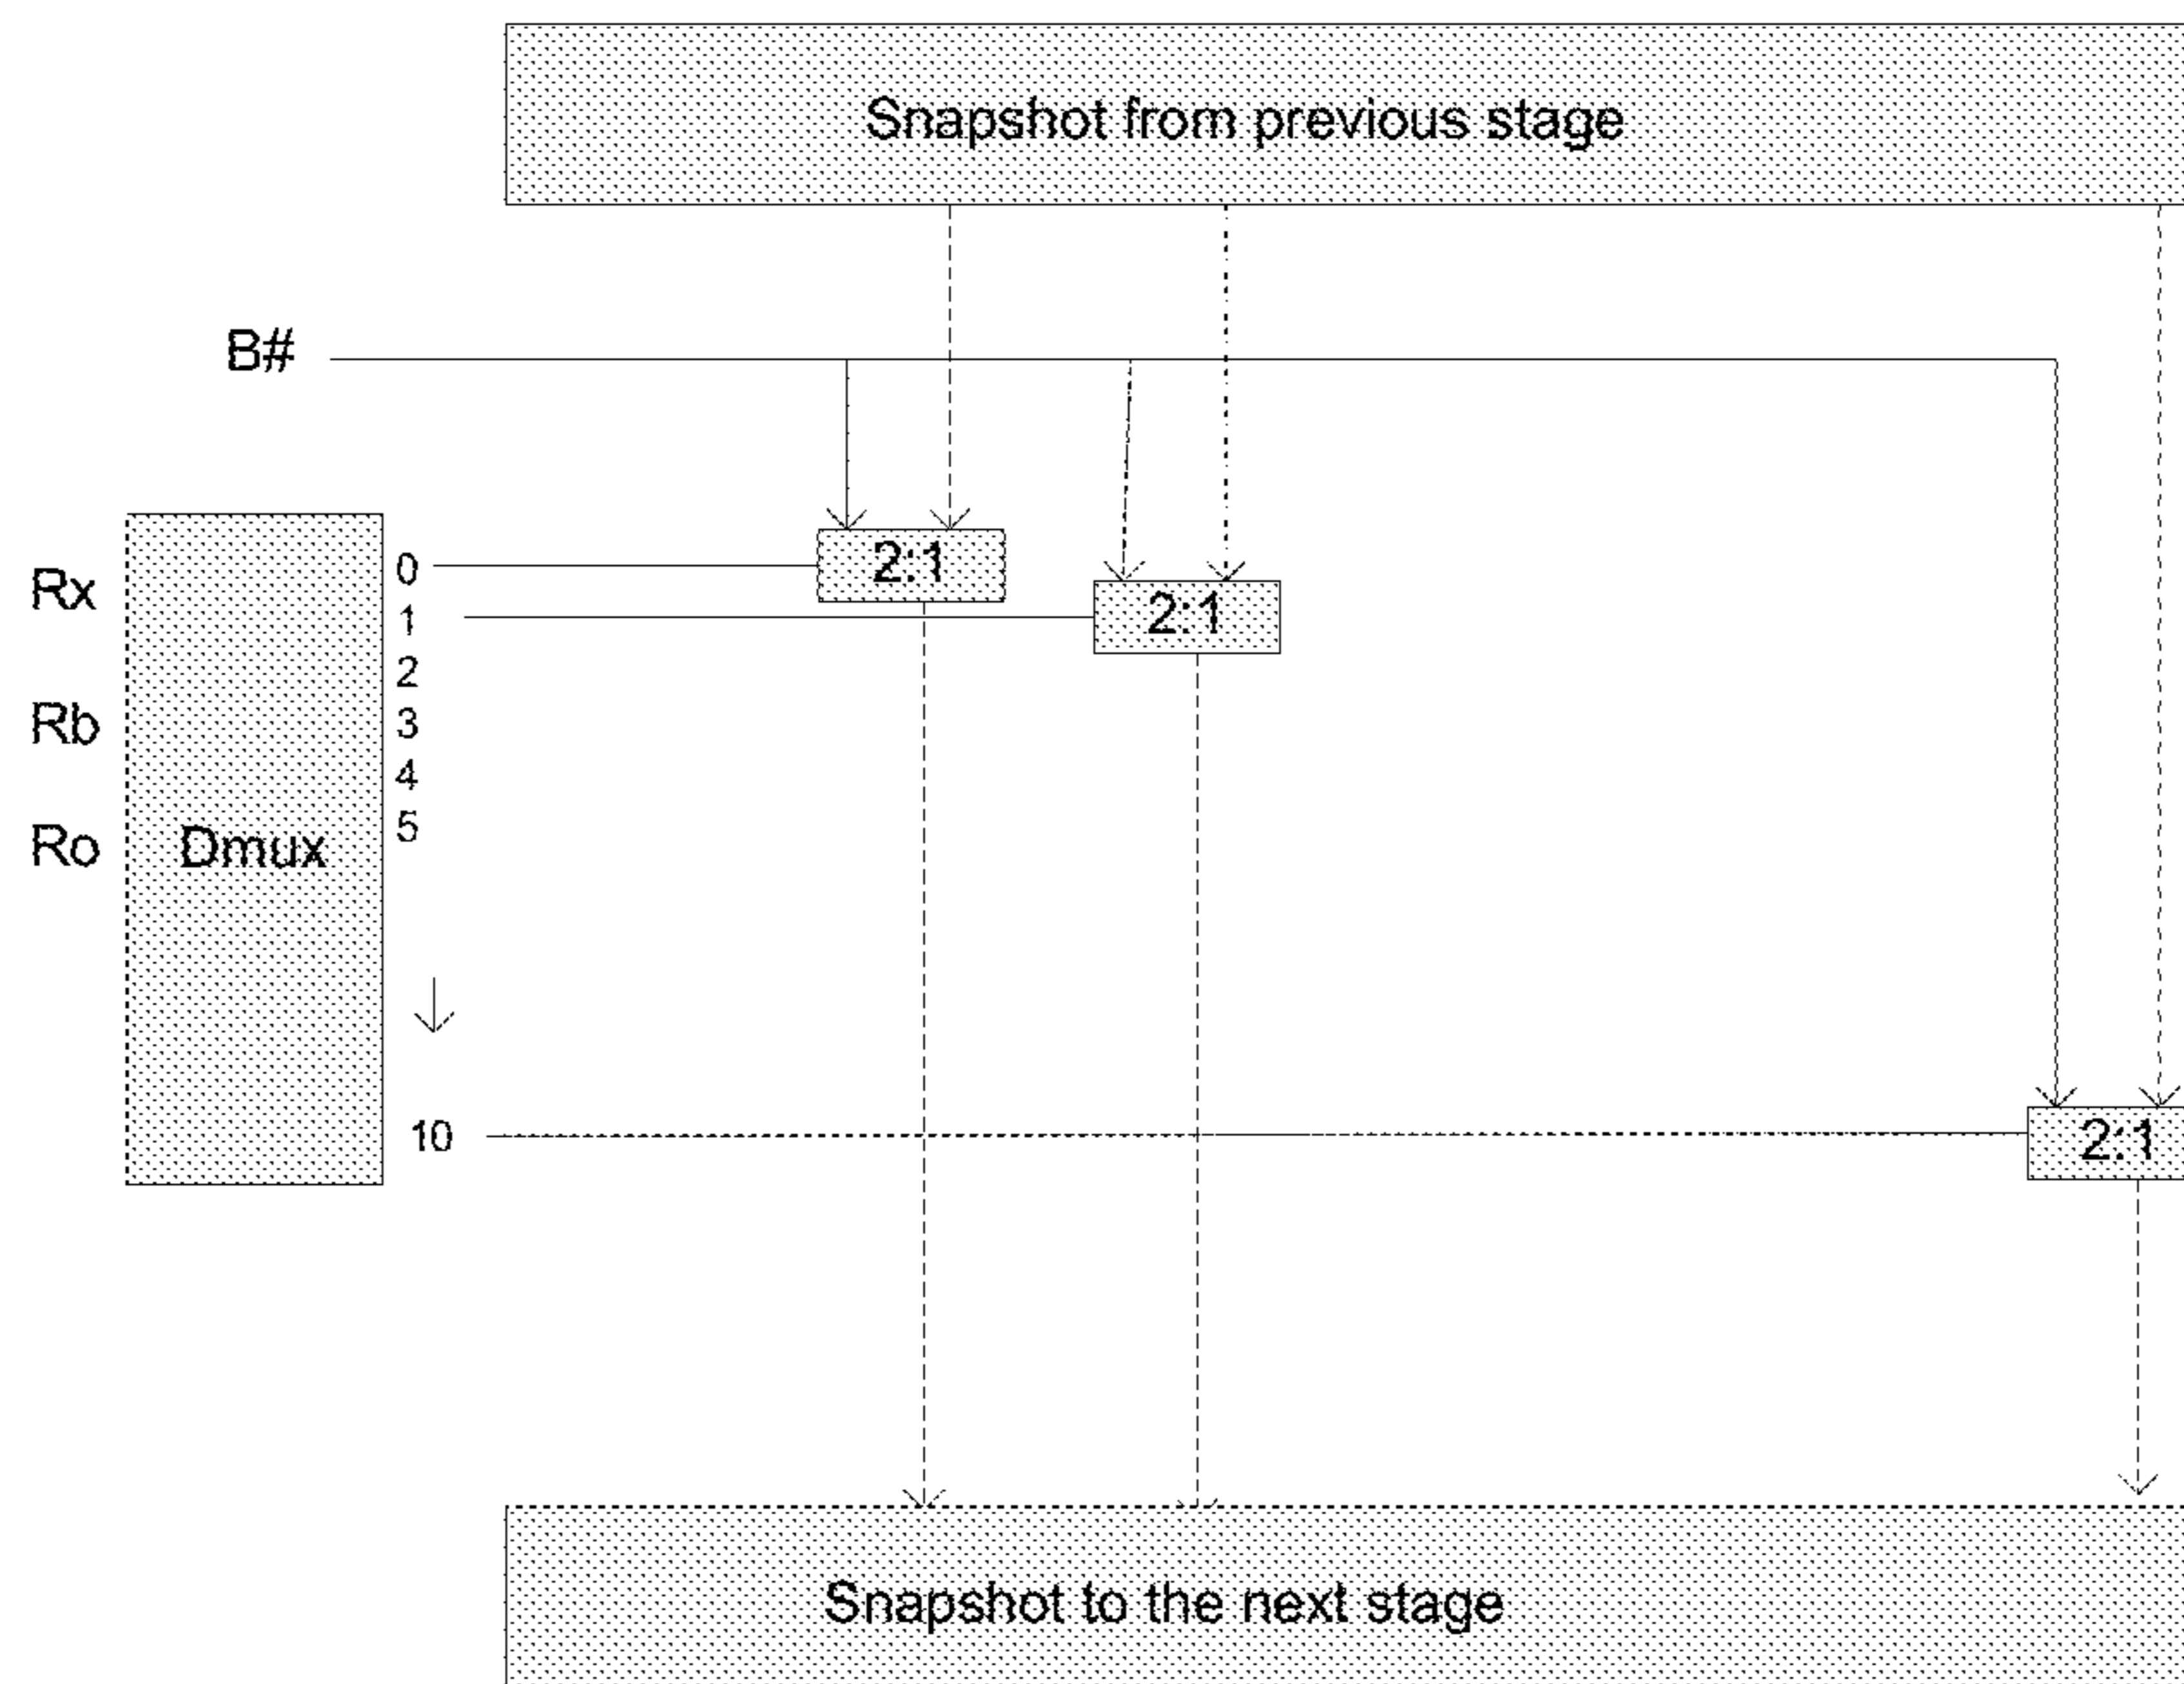 Snapshot from previous stage
B#
Rx
Rb
Ro
Dmux
0
1
2
3
4
5
10
2:1
2:1
2:1
Snapshot to the next stage